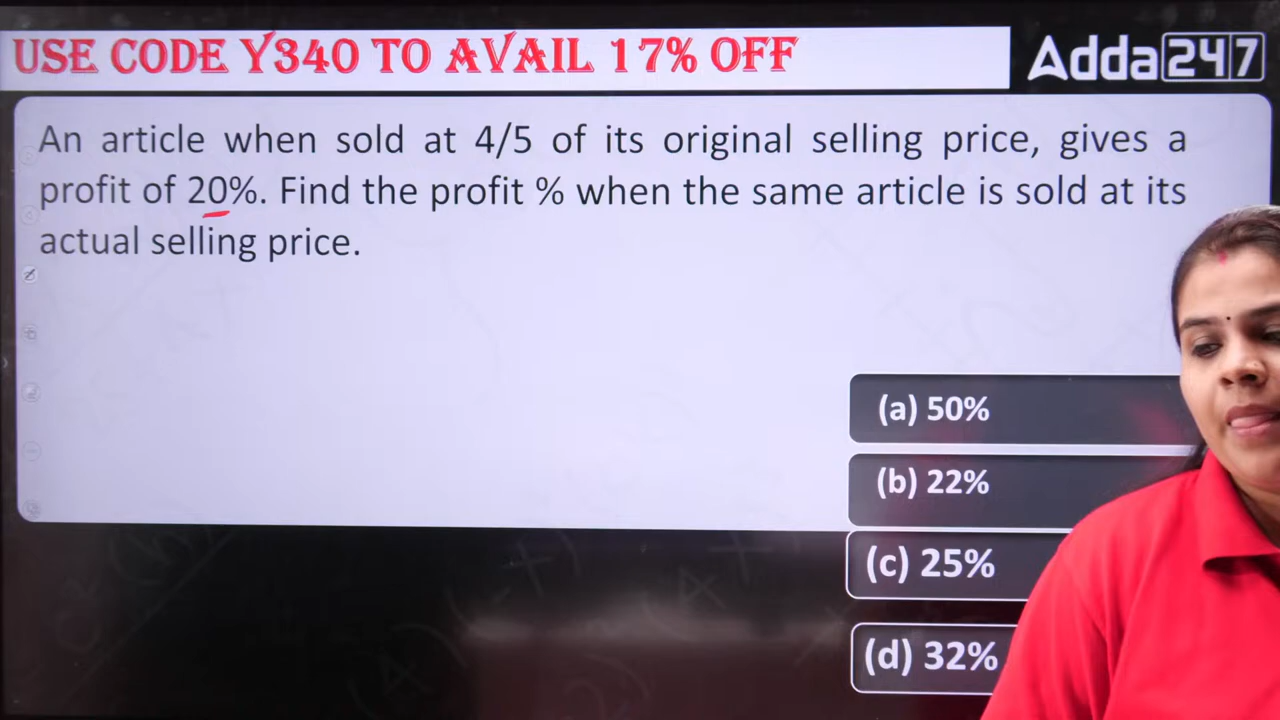 USE CODE Y340 TO AVAIL 17% OFF
Adda247
An article when sold at 4/5 of its original selling price, gives a
profit of 20%. Find the profit % when the same article is sold at its
actual selling price.
(a) 50%
(b) 22%
(c) 25%
(d) 32%